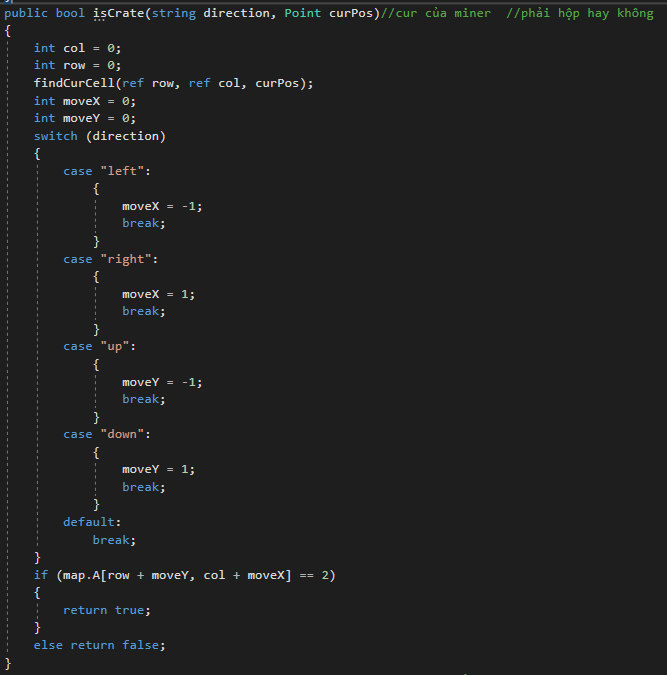 public bool isCrate(string direction, Point curPos)//cur của miner  //phải hộp hay không
{
    int col = 0;
    int row = 0;
    findCurCell(ref row, ref col, curPos);
    int moveX = 0;
    int moveY = 0;
    switch (direction)
    {
        case "left":
            {
                moveX = -1;
                break;
            }
        case "right":
            {
                moveX = 1;
                break;
            }
        case "up":
            {
                moveY = -1;
                break;
            }
        case "down":
            {
                moveY = 1;
                break;
            }
        default:
            break;
    }
    if (map.A[row + moveY, col + moveX] == 2)
    {
        return true;
    }
    else return false;
}